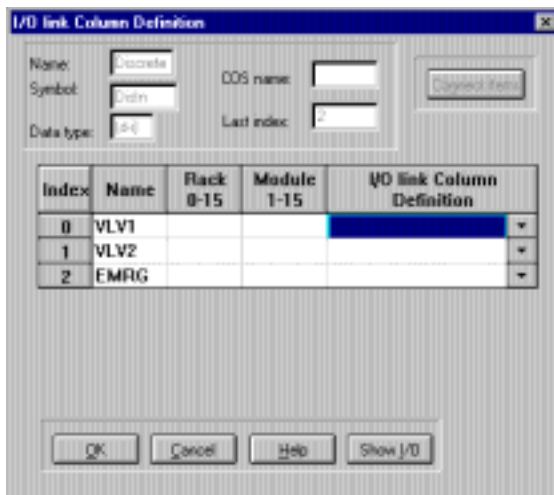 I/O link Column Definition
Name: Discrete
Symbol: DistIn
Data type:
COS name:
Last index: 2
Connect items
Index Name Rack 0-15 Module 1-15 I/O link Column Definition
0 VLV1
1 VLV2
2 EMRG
OK Cancel Help Show I/O